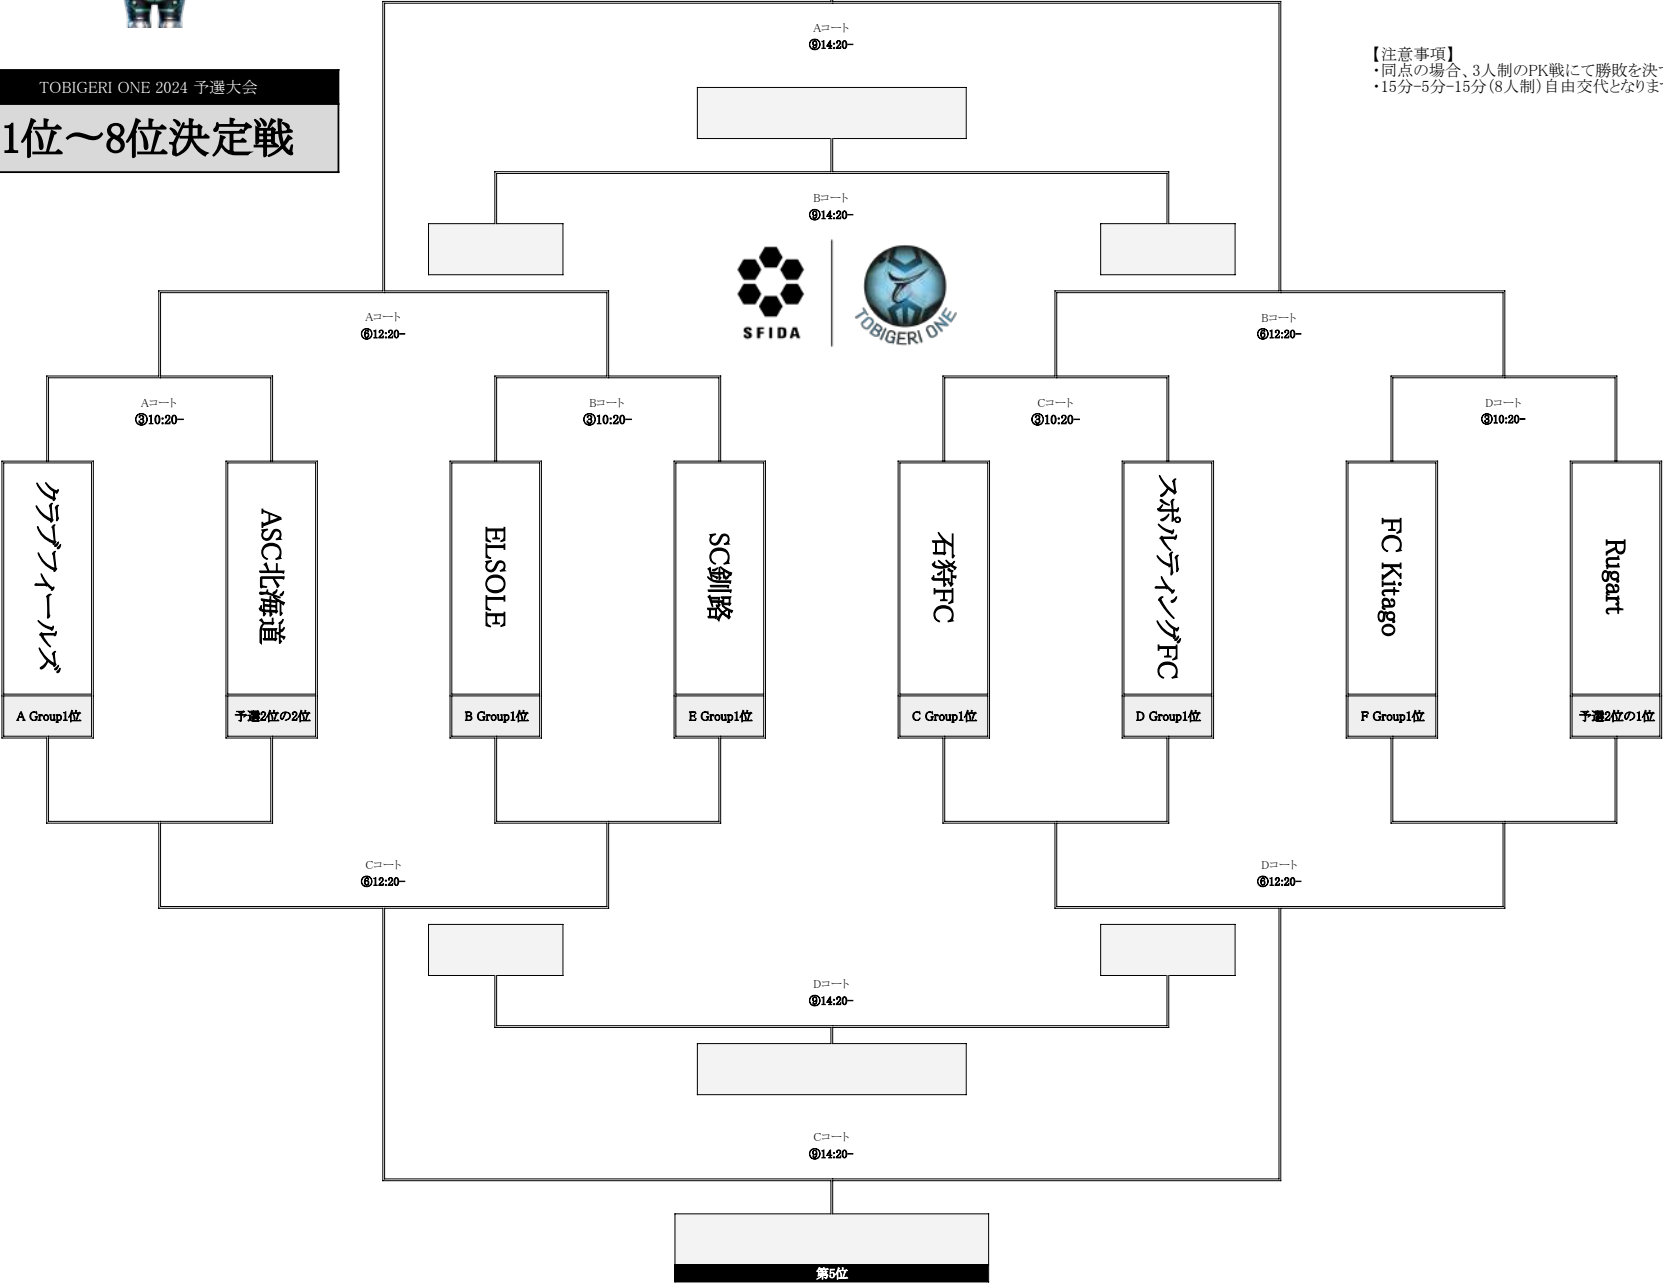 Aコート
⑨14:20-
【注意事項】
・同点の場合、3人制のPK戦にて勝敗を決
・15分-5分-15分（8人制）自由交代となりま
TOBIGERI ONE 2024 予選大会
1位～8位決定戦
Bコート
⑨14:20-
SFIDA
TOBIGERI ONE
Aコート
⑥12:20-
Bコート
⑥12:20-
Aコート
③10:20-
Bコート
③10:20-
Cコート
③10:20-
Dコート
③10:20-
クラブフィールズ
ASC北海道
ELSOLE
SC釧路
石狩FC
スポルティングFC
FC Kitago
Rugart
A Group1位
予選2位の2位
B Group1位
E Group1位
C Group1位
D Group1位
F Group1位
予選2位の1位
Cコート
⑥12:20-
Dコート
⑥12:20-
Dコート
⑨14:20-
Cコート
⑨14:20-
第5位